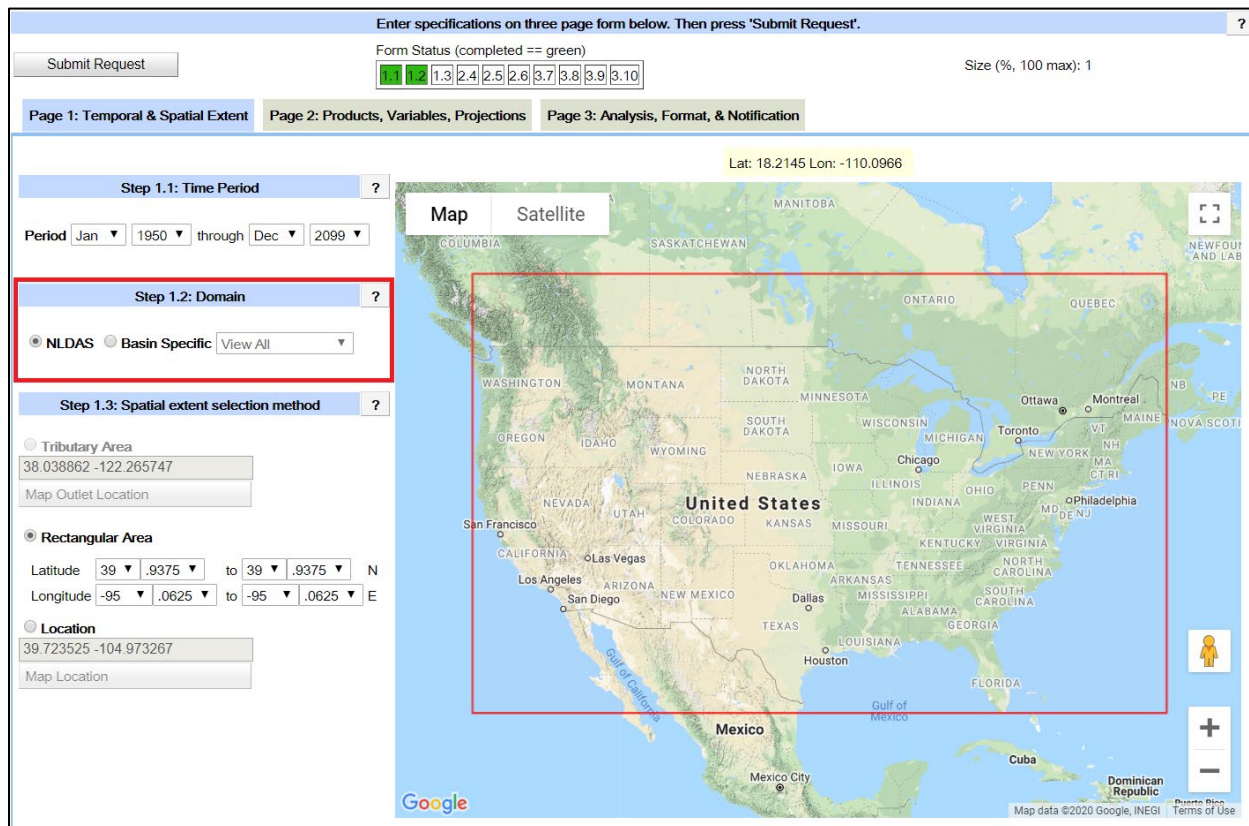 Enter specifications on three page form below. Then press 'Submit Request'.
?
Submit Request
Form Status (completed == green)
1.1 1.2 1.3 2.4 2.5 2.6 3.7 3.8 3.9 3.10
Size (%, 100 max): 1
Page 1: Temporal & Spatial Extent
Page 2: Products, Variables, Projections
Page 3: Analysis, Format, & Notification
Lat: 18.2145 Lon: -110.0966
Step 1.1: Time Period
?
Period Jan ▼ 1950 ▼ through Dec ▼ 2099 ▼
Step 1.2: Domain
?
NLDAS Basin Specific View All ▼
Step 1.3: Spatial extent selection method
?
Tributary Area
38.038862 -122.265747
Map Outlet Location
Rectangular Area
Latitude 39 ▼ .9375 ▼ to 39 ▼ .9375 ▼ N
Longitude -95 ▼ .0625 ▼ to -95 ▼ .0625 ▼ E
Location
39.723525 -104.973267
Map Location
Map Satellite
MANITOBA
COLUMBIA
SASKATCHEWAN
NEWFOUN
AND LAB
ONTARIO
QUEBEC
WASHINGTON
MONTANA
NORTH
DAKOTA
MINNESOTA
Ottawa
Montreal
NB
PE
MAINE
NOVA SCOTI
OREGON
IDAHO
WYOMING
SOUTH
DAKOTA
WISCONSIN
MICHIGAN
Toronto
VT
NH
NEW YORK
MA
CT RI
Chicago
IOWA
NEBRASKA
ILLINOIS
INDIANA
OHIO
PENN
Philadelphia
MD DE NJ
NEVADA
UTAH
United States
COLORADO
KANSAS
MISSOURI
WEST
VIRGINIA
KENTUCKY
VIRGINIA
San Francisco
CALIFORNIA
Las Vegas
OKLAHOMA
TENNESSEE
NORTH
CAROLINA
Los Angeles
ARIZONA
NEW MEXICO
ARKANSAS
MISSISSIPPI
SOUTH
CAROLINA
San Diego
Dallas
ALABAMA
TEXAS
GEORGIA
LOUISIANA
Houston
FLORIDA
Gulf of California
Gulf of
Mexico
Mexico
Cuba
Mexico City
Dominican
Republic
Puerto Rico
Google
Map data ©2020 Google, INEGI
Terms of Use